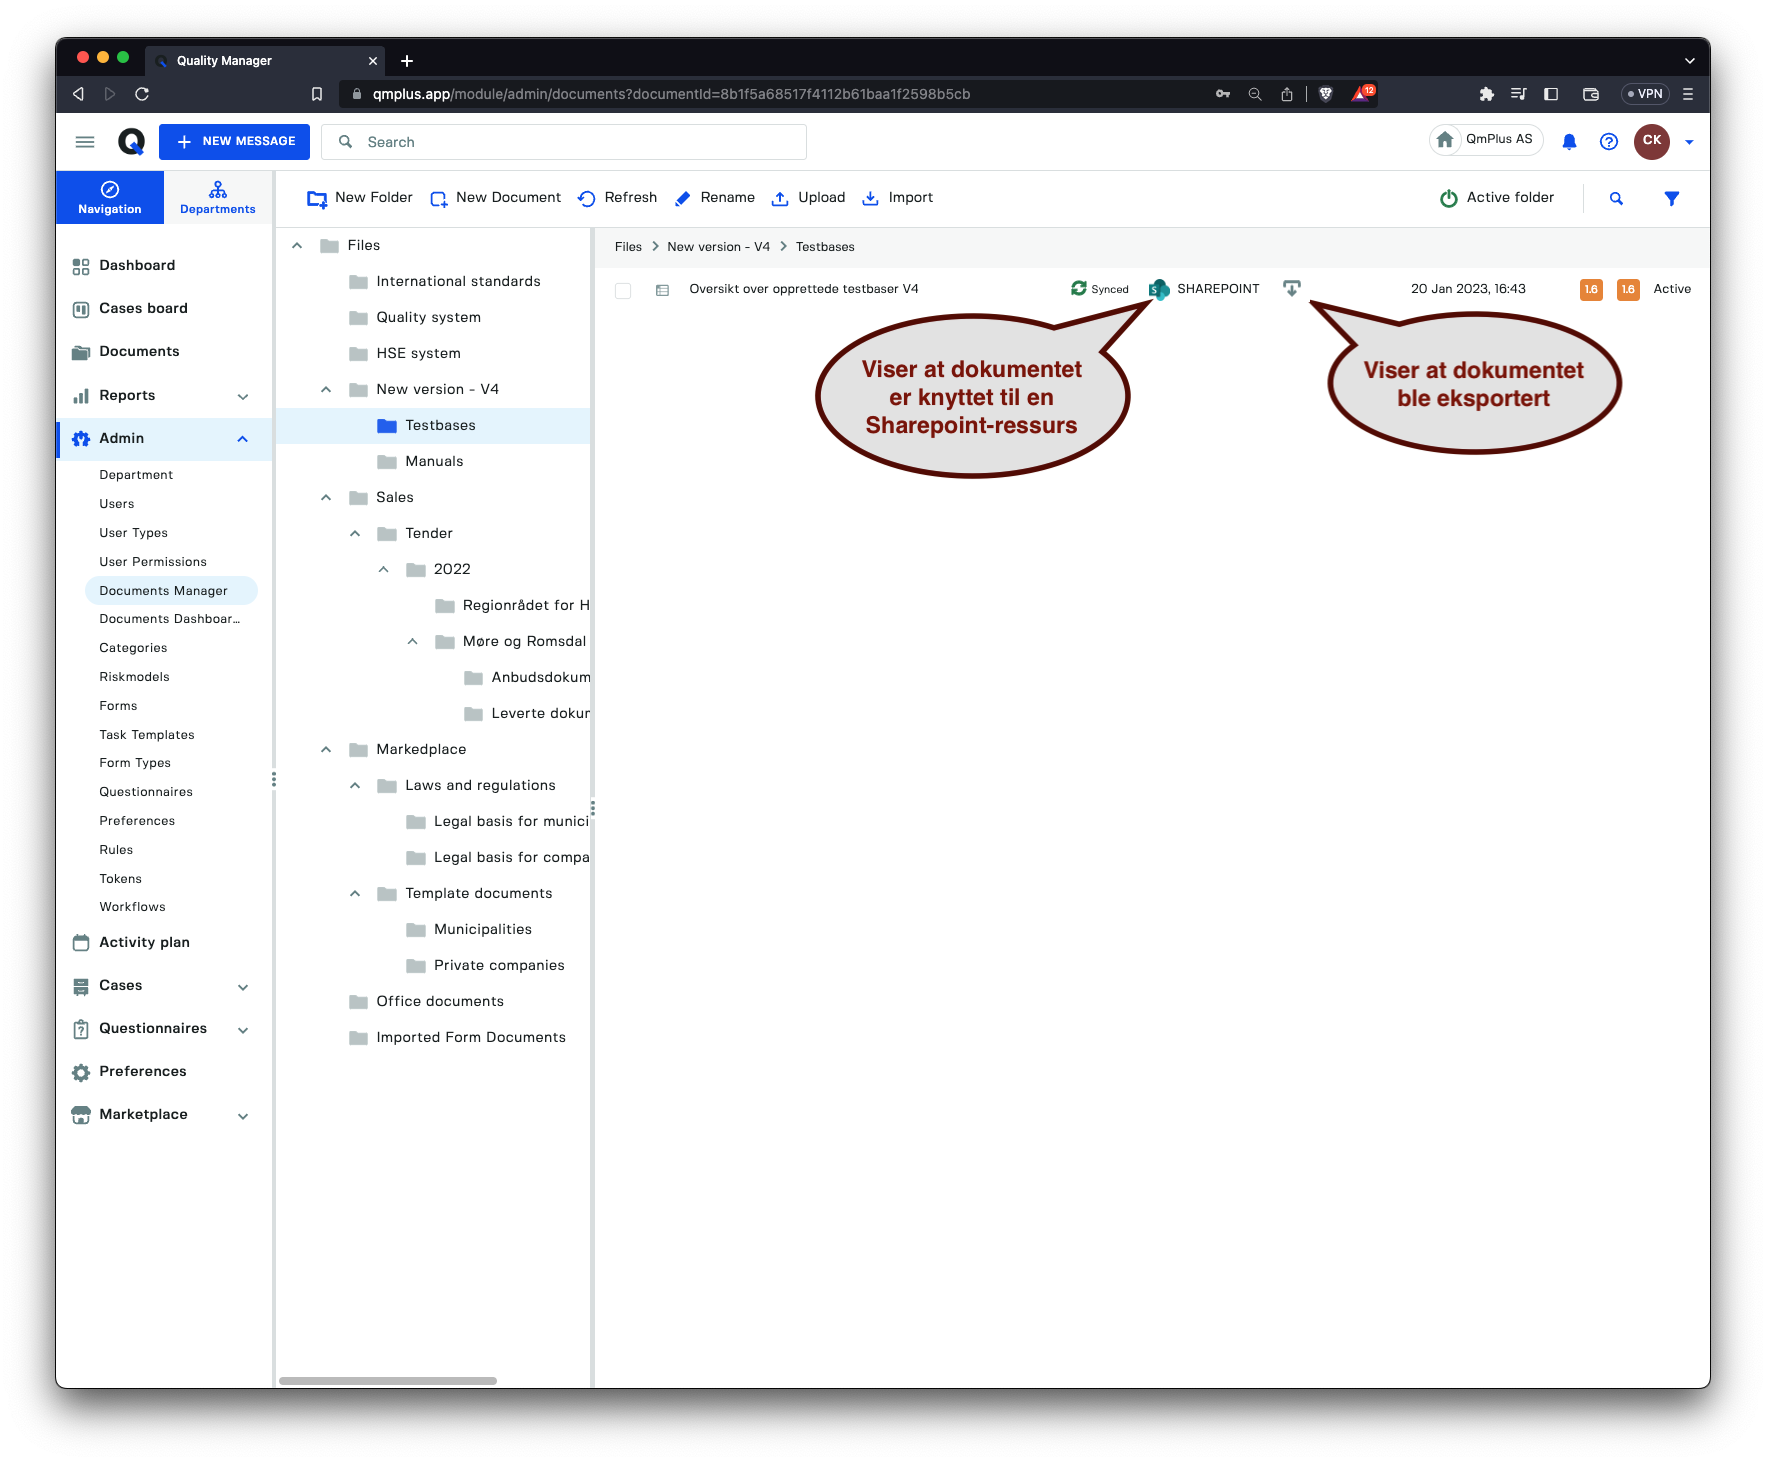 Quality Manager
qmplus.app/module/admin/documents?documentId=8b1f5a68517f4112b61baa1f2598b5cb
12
VPN
NEW MESSAGE
Search
QmPlus AS
CK
Navigation
Departments
New Folder
New Document
Refresh
Rename
Upload
Import
Active folder
Dashboard
Cases board
Documents
Reports
Admin
Department
Users
User Types
User Permissions
Documents Manager
Documents Dashboar...
Categories
Riskmodels
Forms
Task Templates
Form Types
Questionnaires
Preferences
Rules
Tokens
Workflows
Activity plan
Cases
Questionnaires
Preferences
Marketplace
Files
International standards
Quality system
HSE system
New version - V4
Testbases
Manuals
Sales
Tender
2022
Regionrådet for H
Møre og Romsdal
Anbudsdokum
Leverte dokur
Markedplace
Laws and regulations
Legal basis for munici
Legal basis for compa
Template documents
Municipalities
Private companies
Office documents
Imported Form Documents
Files > New version - V4 > Testbases
Oversikt over opprettede testbaser V4
Synced
S
SHAREPOINT
20 Jan 2023, 16:43
1.6
1.6
Active
Viser at dokumentet
er knyttet til en
Sharepoint-ressurs
Viser at dokumentet
ble eksportert